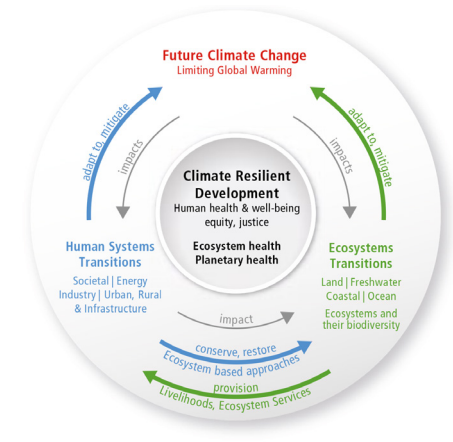 Future Climate Change
Limiting Global Warming
adapt to, mitigate
adapt to, mitigate
impacts
impacts
Climate Resilient
Development
Human health & well-being
equity, justice
Ecosystem health
Planetary health
Human Systems
Transitions
Societal | Energy
Industry | Urban, Rural
& Infrastructure
Ecosystems
Transitions
Land | Freshwater
Coastal | Ocean
Ecosystems and
their biodiversity
impact
conserve, restore
Ecosystem based approaches
provision
Livelihoods, Ecosystem Services